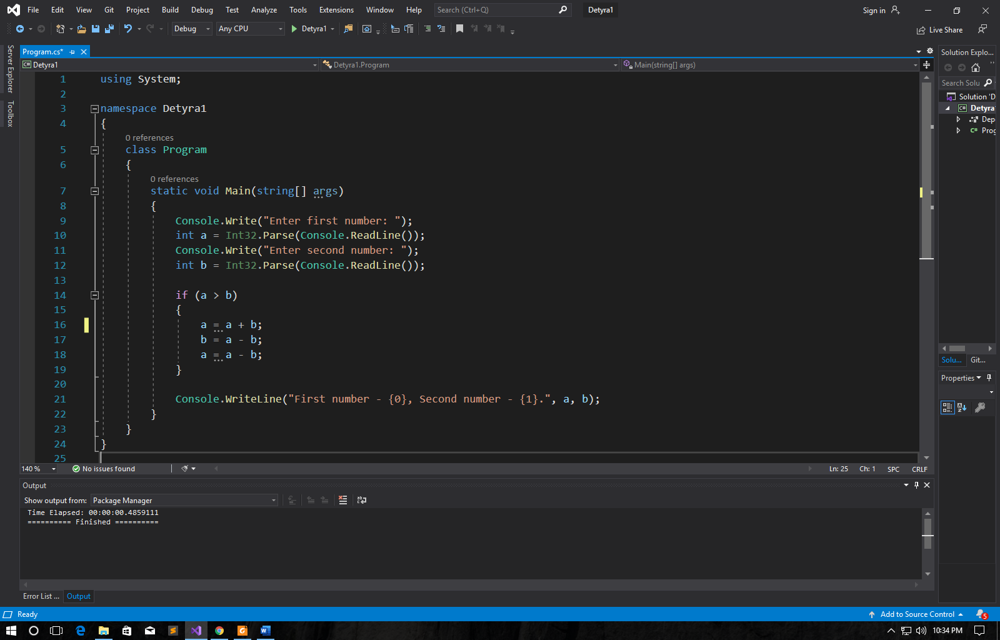 File Edit View Git Project Build Debug Test Analyze Tools Extensions Window Help Search (Ctrl+Q) Detyra1 Sign in
Debug Any CPU Detyra1 Live Share
Server Explorer
Toolbox
Program.cs*
Detyra1 Detyra1.Program Main(string[] args)
1 using System;
2
3 namespace Detyra1
4 {
0 references
5 class Program
6 {
0 references
7 static void Main(string[] args)
8 {
9 Console.Write("Enter first number: ");
10 int a = Int32.Parse(Console.ReadLine());
11 Console.Write("Enter second number: ");
12 int b = Int32.Parse(Console.ReadLine());
13
14 if (a > b)
15 {
16 a = a + b;
17 b = a - b;
18 a = a - b;
19 }
20
21 Console.WriteLine("First number - {0}, Second number - {1}.", a, b);
22 }
23 }
24 }
25
140 % No issues found Ln: 25 Ch: 1 SPC CRLF
Solution Explo...
Search Solu
Solution 'D
Detyra
Dep
C# Prog
Solu... Git...
Properties
Output
Show output from: Package Manager
Time Elapsed: 00:00:00.4859111
========== Finished ==========
Error List ... Output
Ready Add to Source Control 5
10:34 PM